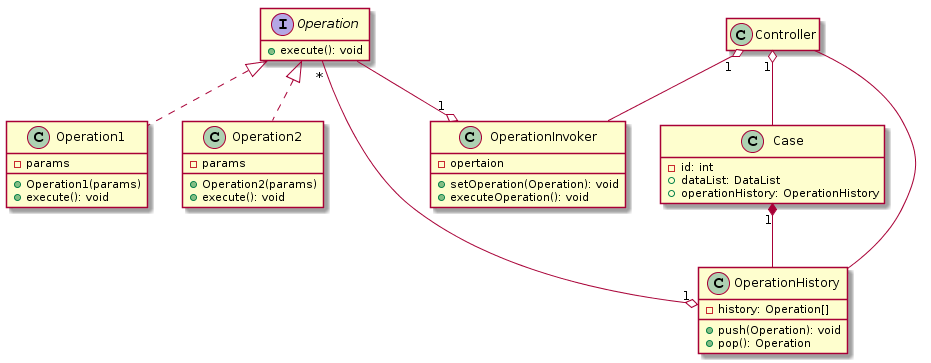 I Operation
execute(): void
C Controller
*
1
1
1
C Operation1
params
Operation1(params)
execute(): void
C Operation2
params
Operation2(params)
execute(): void
C OperationInvoker
opertaion
setOperation(Operation): void
executeOperation(): void
C Case
id: int
dataList: DataList
operationHistory: OperationHistory
1
1
C OperationHistory
history: Operation[]
push(Operation): void
pop(): Operation